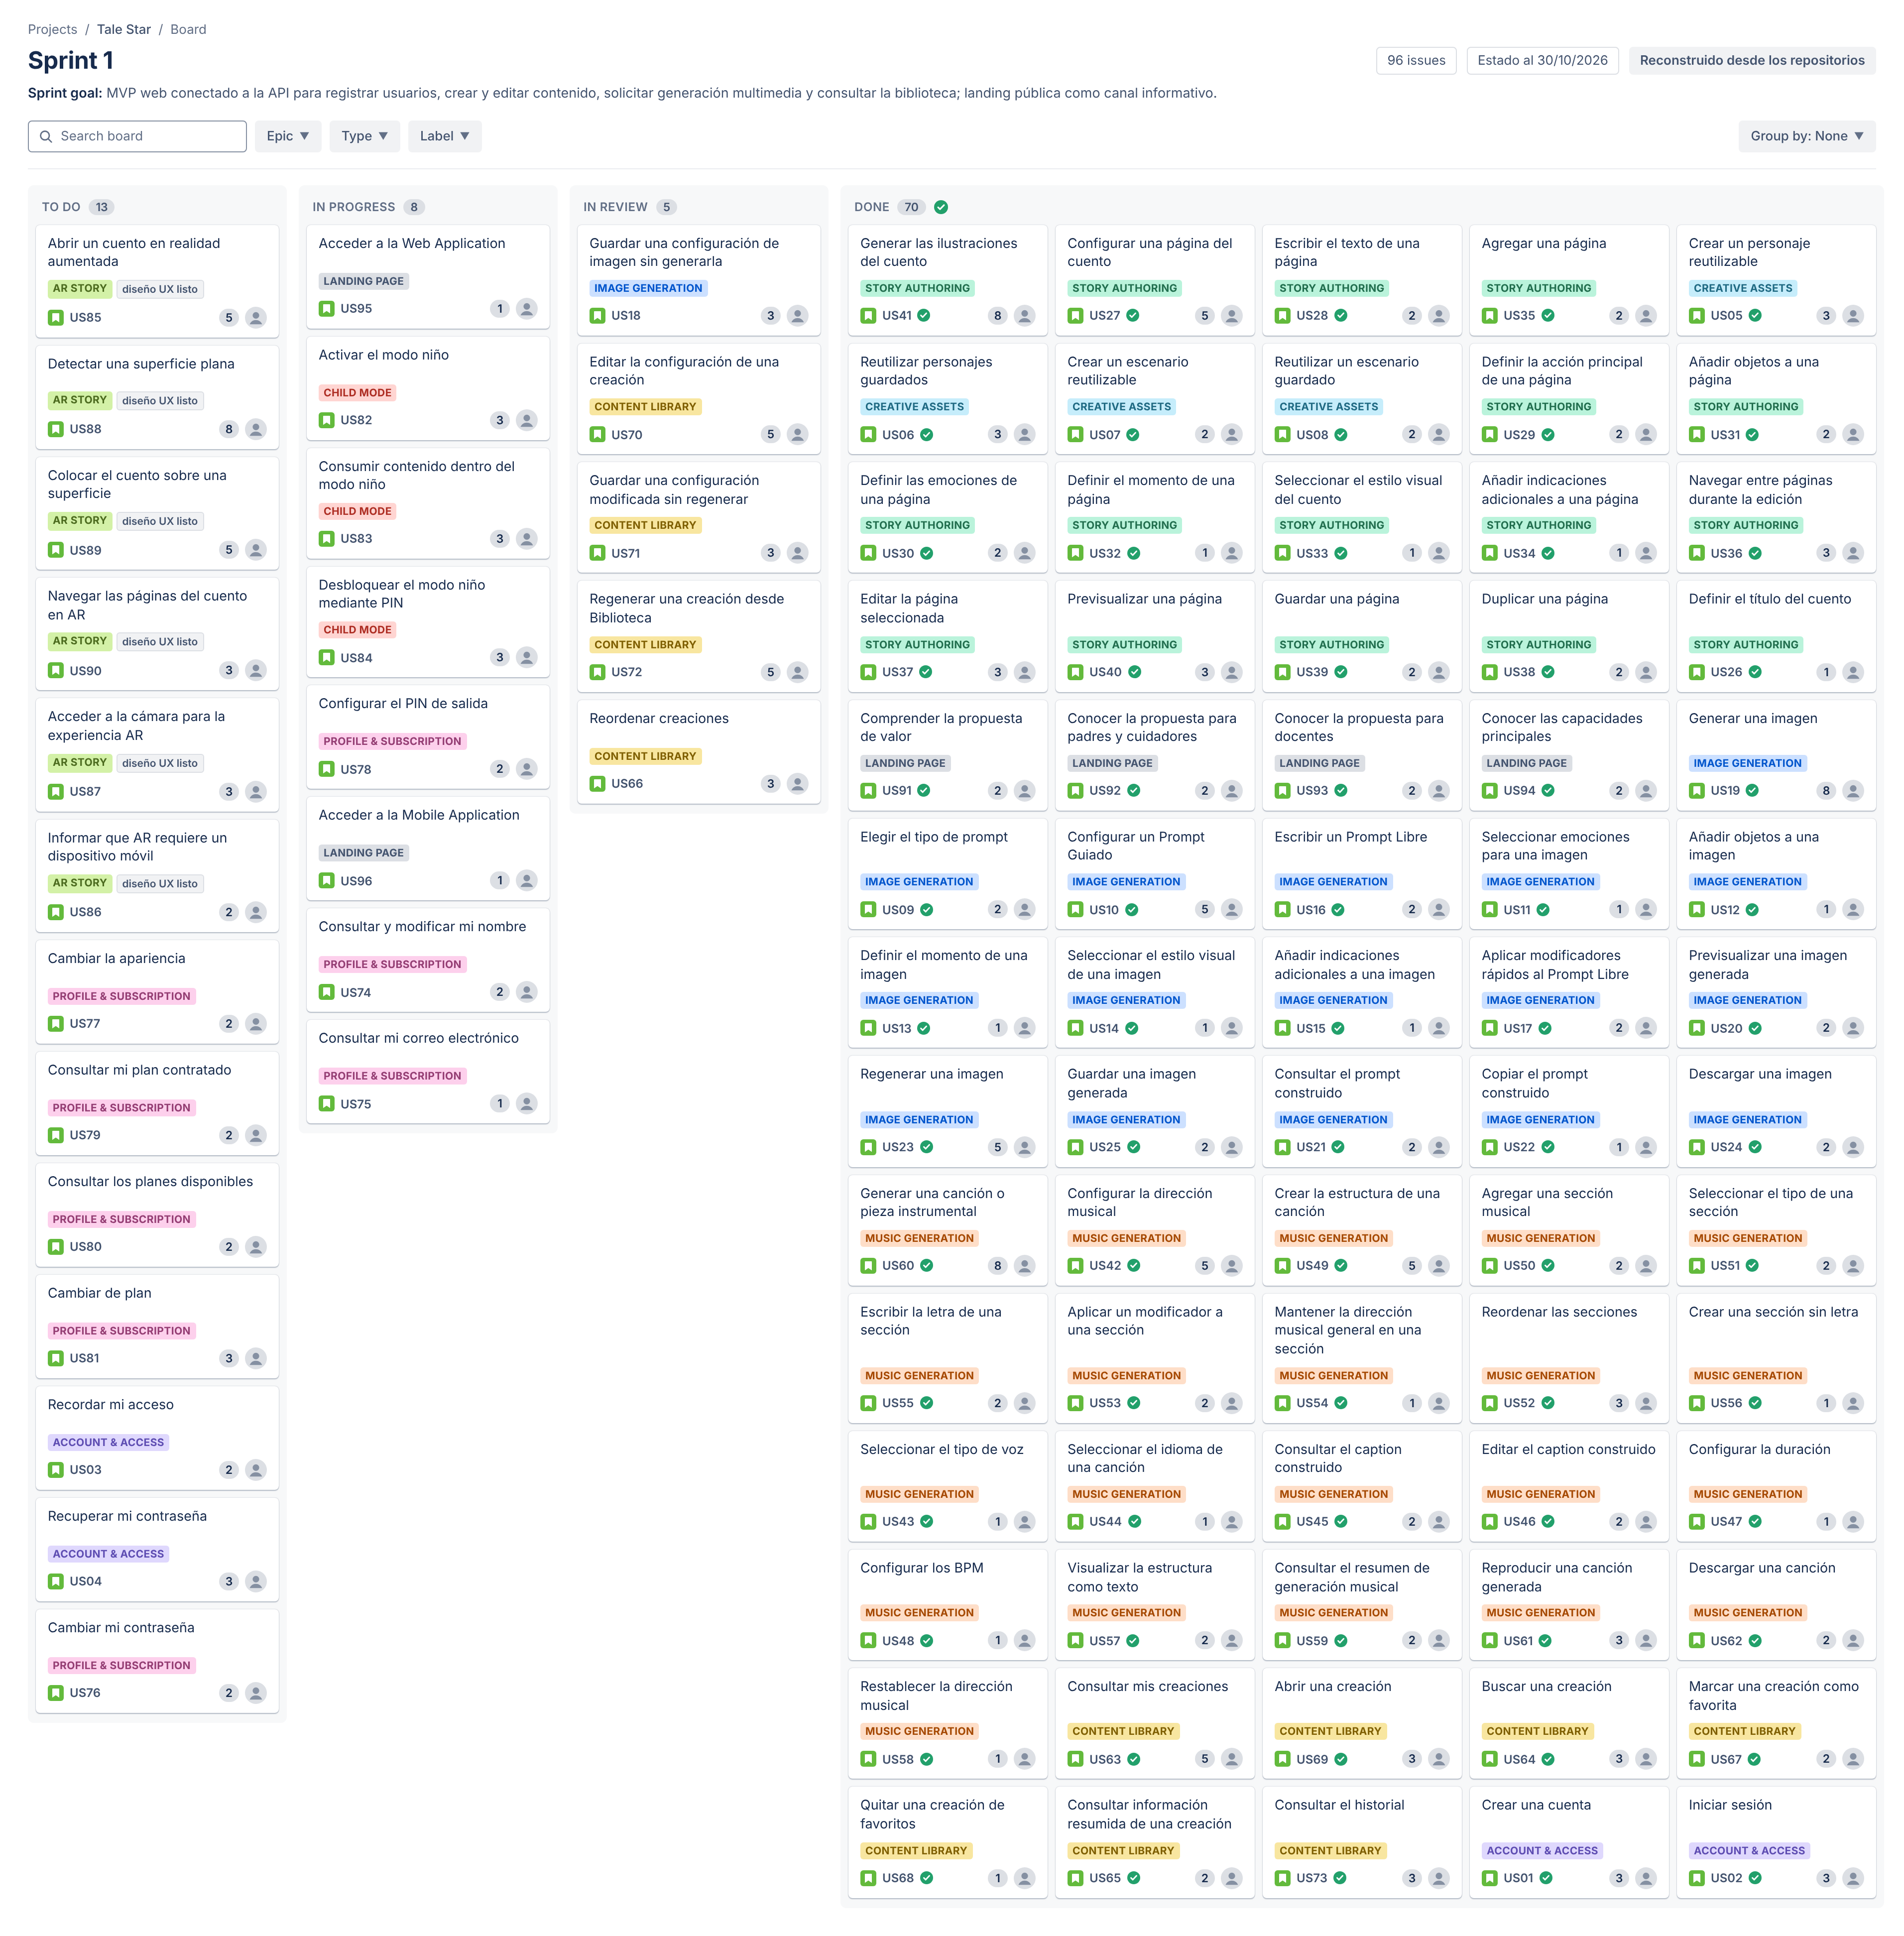 Projects / Tale Star / Board
Sprint 1
96 issues
Estado al 30/10/2026
Reconstruido desde los repositorios
Sprint goal: MVP web conectado a la API para registrar usuarios, crear y editar contenido, solicitar generación multimedia y consultar la biblioteca; landing pública como canal informativo.
Search board
Epic ▼
Type ▼
Label ▼
Group by: None ▼
TO DO 13
Abrir un cuento en realidad
aumentada
AR STORY diseño UX listo
US85 5
Detectar una superficie plana
AR STORY diseño UX listo
US88 8
Colocar el cuento sobre una
superficie
AR STORY diseño UX listo
US89 5
Navegar las páginas del cuento
en AR
AR STORY diseño UX listo
US90 3
Acceder a la cámara para la
experiencia AR
AR STORY diseño UX listo
US87 3
Informar que AR requiere un
dispositivo móvil
AR STORY diseño UX listo
US86 2
Cambiar la apariencia
PROFILE & SUBSCRIPTION
US77 2
Consultar mi plan contratado
PROFILE & SUBSCRIPTION
US79 2
Consultar los planes disponibles
PROFILE & SUBSCRIPTION
US80 2
Cambiar de plan
PROFILE & SUBSCRIPTION
US81 3
Recordar mi acceso
ACCOUNT & ACCESS
US03 2
Recuperar mi contraseña
ACCOUNT & ACCESS
US04 3
Cambiar mi contraseña
PROFILE & SUBSCRIPTION
US76 2
IN PROGRESS 8
Acceder a la Web Application
LANDING PAGE
US95 1
Activar el modo niño
CHILD MODE
US82 3
Consumir contenido dentro del
modo niño
CHILD MODE
US83 3
Desbloquear el modo niño
mediante PIN
CHILD MODE
US84 3
Configurar el PIN de salida
PROFILE & SUBSCRIPTION
US78 2
Acceder a la Mobile Application
LANDING PAGE
US96 1
Consultar y modificar mi nombre
PROFILE & SUBSCRIPTION
US74 2
Consultar mi correo electrónico
PROFILE & SUBSCRIPTION
US75 1
IN REVIEW 5
Guardar una configuración de
imagen sin generarla
IMAGE GENERATION
US18 3
Editar la configuración de una
creación
CONTENT LIBRARY
US70 5
Guardar una configuración
modificada sin regenerar
CONTENT LIBRARY
US71 3
Regenerar una creación desde
Biblioteca
CONTENT LIBRARY
US72 5
Reordenar creaciones
CONTENT LIBRARY
US66 3
DONE 70
Generar las ilustraciones
del cuento
STORY AUTHORING
US41 8
Configurar una página del
cuento
STORY AUTHORING
US27 5
Escribir el texto de una
página
STORY AUTHORING
US28 2
Agregar una página
STORY AUTHORING
US35 2
Crear un personaje
reutilizable
CREATIVE ASSETS
US05 3
Reutilizar personajes
guardados
CREATIVE ASSETS
US06 3
Crear un escenario
reutilizable
CREATIVE ASSETS
US07 2
Reutilizar un escenario
guardado
CREATIVE ASSETS
US08 2
Definir la acción principal
de una página
STORY AUTHORING
US29 2
Añadir objetos a una
página
STORY AUTHORING
US31 2
Definir las emociones de
una página
STORY AUTHORING
US30 2
Definir el momento de una
página
STORY AUTHORING
US32 1
Seleccionar el estilo visual
del cuento
STORY AUTHORING
US33 1
Añadir indicaciones
adicionales a una página
STORY AUTHORING
US34 1
Navegar entre páginas
durante la edición
STORY AUTHORING
US36 3
Editar la página
seleccionada
STORY AUTHORING
US37 3
Previsualizar una página
STORY AUTHORING
US40 3
Guardar una página
STORY AUTHORING
US39 2
Duplicar una página
STORY AUTHORING
US38 2
Definir el título del cuento
STORY AUTHORING
US26 1
Comprender la propuesta
de valor
LANDING PAGE
US91 2
Conocer la propuesta para
padres y cuidadores
LANDING PAGE
US92 2
Conocer la propuesta para
docentes
LANDING PAGE
US93 2
Conocer las capacidades
principales
LANDING PAGE
US94 2
Generar una imagen
IMAGE GENERATION
US19 8
Elegir el tipo de prompt
IMAGE GENERATION
US09 2
Configurar un Prompt
Guiado
IMAGE GENERATION
US10 5
Escribir un Prompt Libre
IMAGE GENERATION
US16 2
Seleccionar emociones
para una imagen
IMAGE GENERATION
US11 1
Añadir objetos a una
imagen
IMAGE GENERATION
US12 1
Definir el momento de una
imagen
IMAGE GENERATION
US13 1
Seleccionar el estilo visual
de una imagen
IMAGE GENERATION
US14 1
Añadir indicaciones
adicionales a una imagen
IMAGE GENERATION
US15 1
Aplicar modificadores
rápidos al Prompt Libre
IMAGE GENERATION
US17 2
Previsualizar una imagen
generada
IMAGE GENERATION
US20 2
Regenerar una imagen
IMAGE GENERATION
US23 5
Guardar una imagen
generada
IMAGE GENERATION
US25 2
Consultar el prompt
construido
IMAGE GENERATION
US21 2
Copiar el prompt
construido
IMAGE GENERATION
US22 1
Descargar una imagen
IMAGE GENERATION
US24 2
Generar una canción o
pieza instrumental
MUSIC GENERATION
US60 8
Configurar la dirección
musical
MUSIC GENERATION
US42 5
Crear la estructura de una
canción
MUSIC GENERATION
US49 5
Agregar una sección
musical
MUSIC GENERATION
US50 2
Seleccionar el tipo de una
sección
MUSIC GENERATION
US51 2
Escribir la letra de una
sección
MUSIC GENERATION
US55 2
Aplicar un modificador a
una sección
MUSIC GENERATION
US53 2
Mantener la dirección
musical general en una
sección
MUSIC GENERATION
US54 1
Reordenar las secciones
MUSIC GENERATION
US52 3
Crear una sección sin letra
MUSIC GENERATION
US56 1
Seleccionar el tipo de voz
MUSIC GENERATION
US43 1
Seleccionar el idioma de
una canción
MUSIC GENERATION
US44 1
Consultar el caption
construido
MUSIC GENERATION
US45 2
Editar el caption construido
MUSIC GENERATION
US46 2
Configurar la duración
MUSIC GENERATION
US47 1
Configurar los BPM
MUSIC GENERATION
US48 1
Visualizar la estructura
como texto
MUSIC GENERATION
US57 2
Consultar el resumen de
generación musical
MUSIC GENERATION
US59 2
Reproducir una canción
generada
MUSIC GENERATION
US61 3
Descargar una canción
MUSIC GENERATION
US62 2
Restablecer la dirección
musical
MUSIC GENERATION
US58 1
Consultar mis creaciones
CONTENT LIBRARY
US63 5
Abrir una creación
CONTENT LIBRARY
US69 3
Buscar una creación
CONTENT LIBRARY
US64 3
Marcar una creación como
favorita
CONTENT LIBRARY
US67 2
Quitar una creación de
favoritos
CONTENT LIBRARY
US68 1
Consultar información
resumida de una creación
CONTENT LIBRARY
US65 2
Consultar el historial
CONTENT LIBRARY
US73 3
Crear una cuenta
ACCOUNT & ACCESS
US01 3
Iniciar sesión
ACCOUNT & ACCESS
US02 3